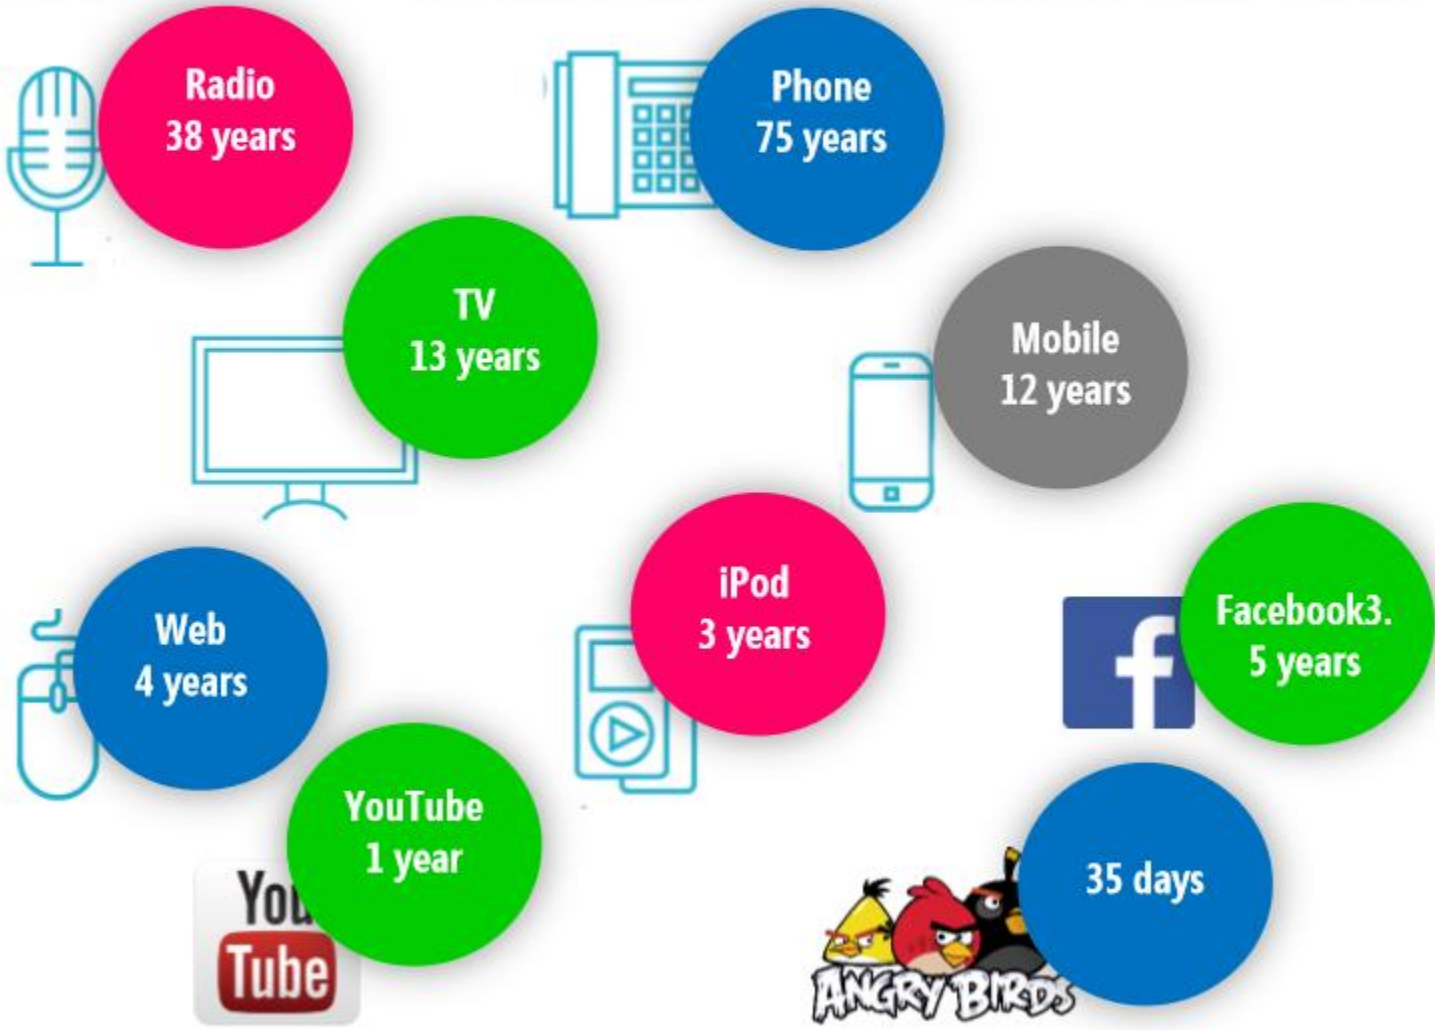 Radio
38 years
Phone
75 years
TV
13 years
Mobile
12 years
iPod
3 years
Facebook3.
5 years
Web
4 years
YouTube
1 year
You
Tube
f
35 days
ANGRY BIRDS